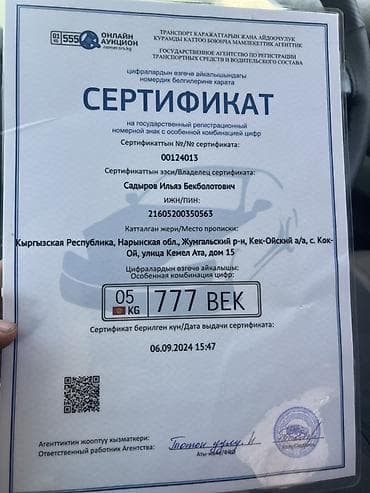 01 KG 555
ОНЛАЙН
АУКЦИОН
ТРАНСПОРТ КАРАЖАТТАРЫН ЖАНА АЙДООЧУЛУК
КУРАМДЫ КАТТОО БОЮНЧА МАМЛЕКЕТТИК АГЕНТТИК
ГОСУДАРСТВЕННОЕ АГЕНТСТВО ПО РЕГИСТРАЦИИ
ТРАНСПОРТНЫХ СРЕДСТВ И ВОДИТЕЛЬСКОГО СОСТАВА
цифралардын өзгөчө айкалышындагы
номердик белгилерине карата
СЕРТИФИКАТ
на государственный регистрационный
номерной знак с особенной комбинацией цифр
Сертификаттын №/№ сертификата:
00124013
Сертификаттын ээси/Владелец сертификата:
Садыров Ильяз Бекболотович
ИЖН/ПИН:
21605200350563
Катталган жери/Место прописки:
Кыргызская Республика, Нарынская обл., Жумгальский р-н, Кек-Ойский а/а, с. Кок-
Ой, улица Кемел Ата, дом 15
Цифралардын өзгөчө айкалышы:
Особенная комбинация цифр:
05 KG 777 BEK
Сертификат берилген күн/Дата выдачи сертификата:
06.09.2024 15:47
Агенттиктин жооптуу кызматкери:
Ответственный работник Агентства: